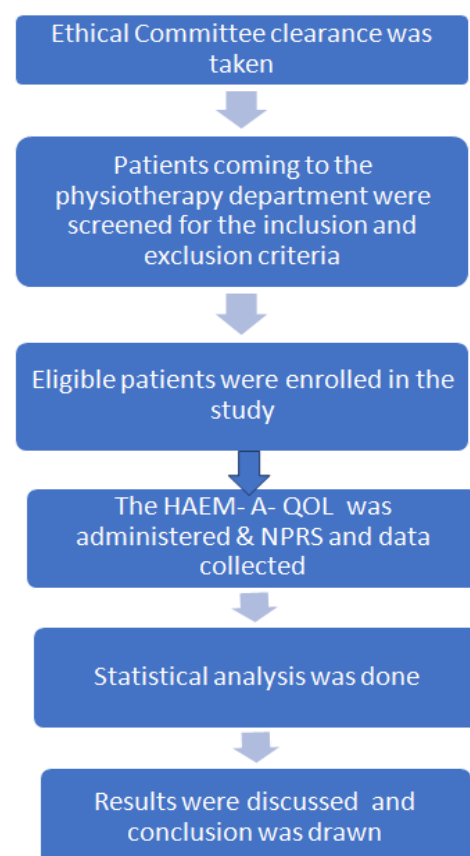 Ethical Committee clearance was
taken
Patients coming to the
physiotherapy department were
screened for the inclusion and
exclusion criteria
Eligible patients were enrolled in the
study
The HAEM- A- QOL was
administered & NPRS and data
collected
Statistical analysis was done
Results were discussed and
conclusion was drawn